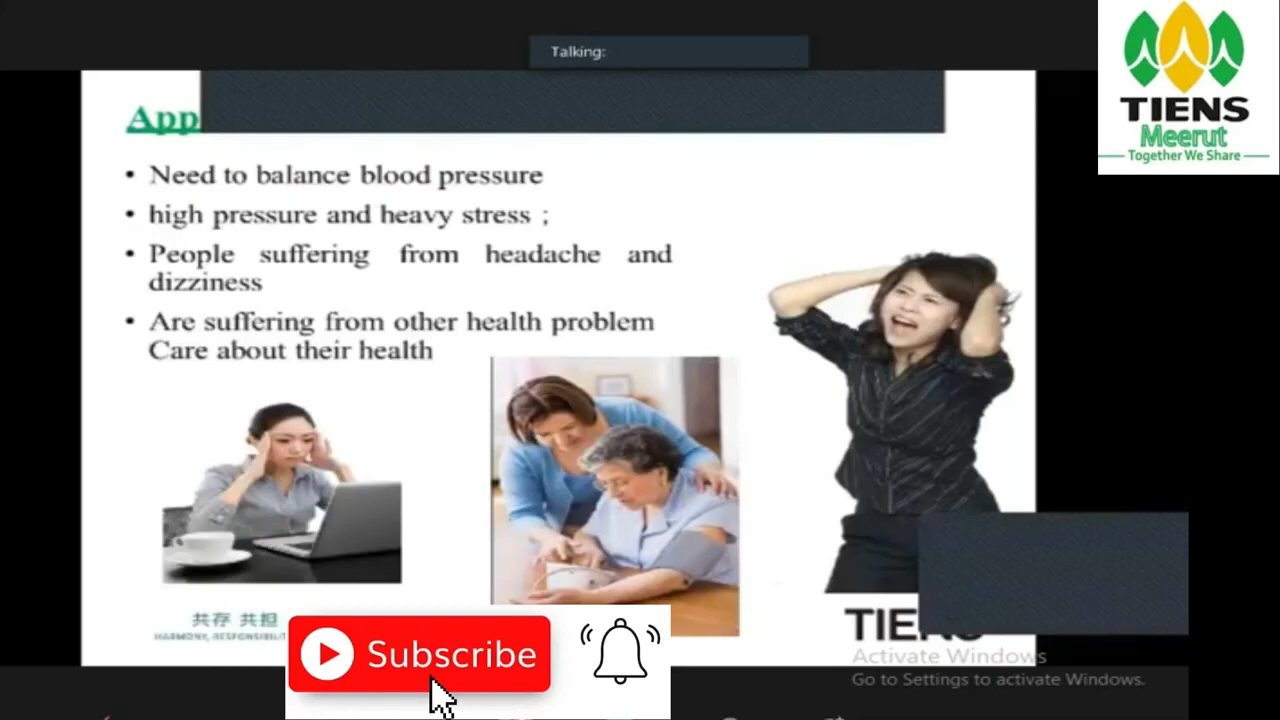 Talking:
TIENS
Meerut
Together We Share
App
• Need to balance blood pressure
• high pressure and heavy stress ;
• People suffering from headache and
dizziness
• Are suffering from other health problem
Care about their health
共存 共担
HARMONY, RESPONSIBILIT
Subscribe
TIENS
Activate Windows
Go to Settings to activate Windows.